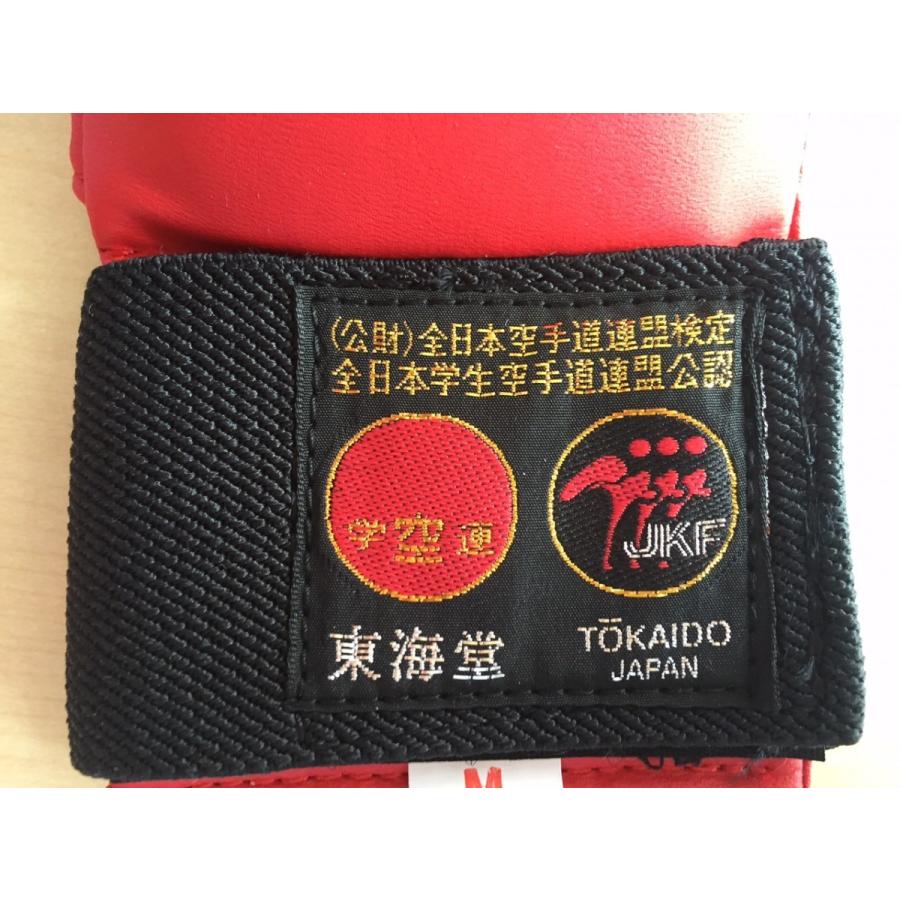 (公財)全日本空手道連盟検定
全日本学生空手道連盟公認
学空連
JKF
東海堂
TŌKAIDO
JAPAN
M